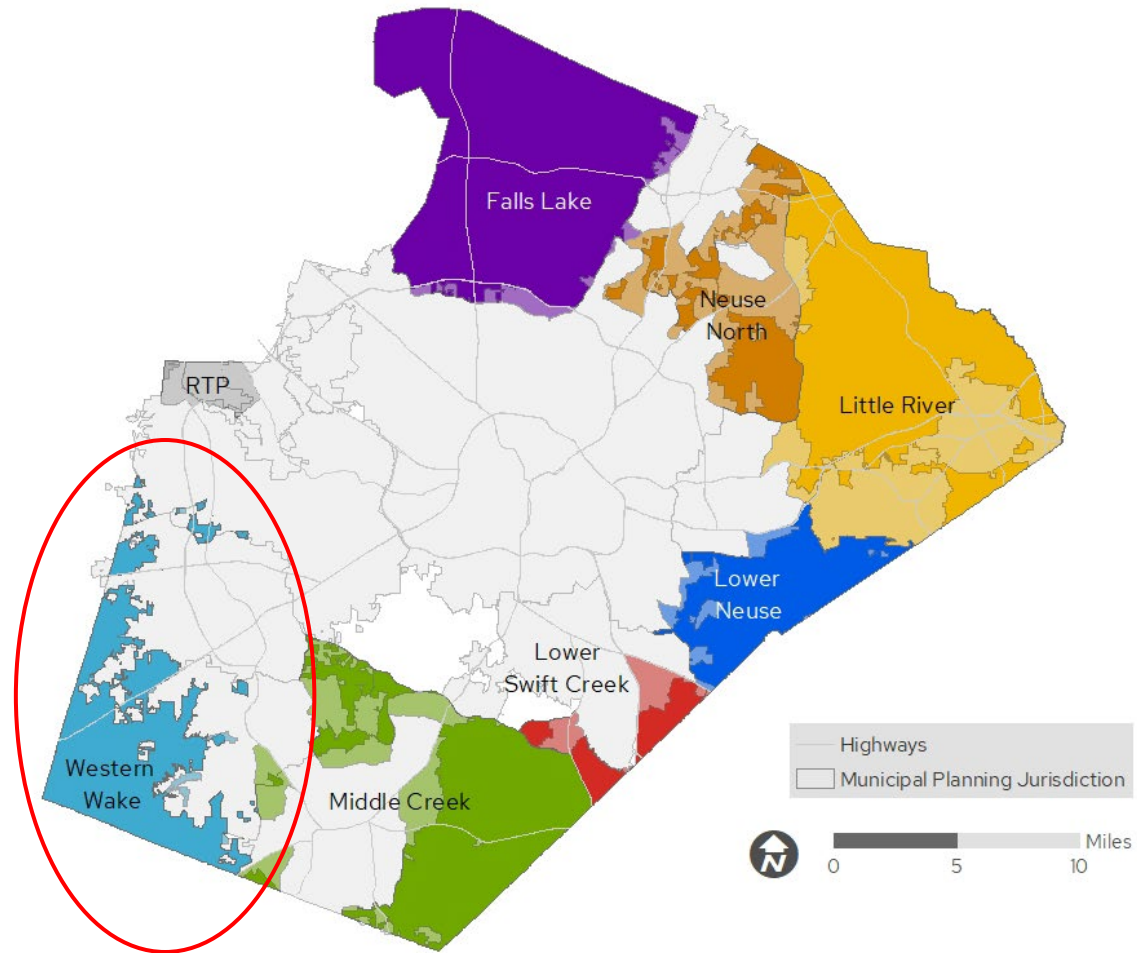 Falls Lake
Neuse
North
RTP
Little River
Lower
Neuse
Lower
Swift Creek
Highways
Western
Wake
Municipal Planning Jurisdiction
Middle Creek
N
Miles
0
5
10